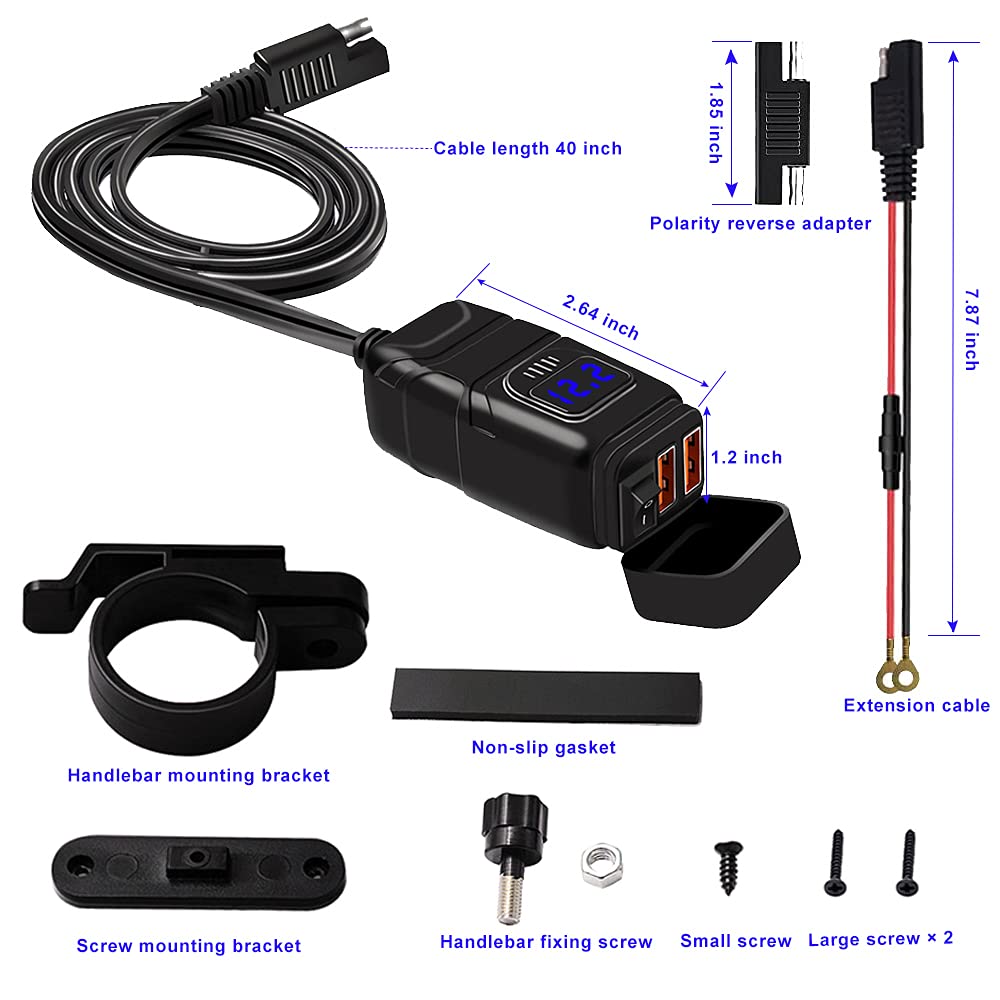 Cable length 40 inch
1.85 inch
Polarity reverse adapter
2.64 inch
12.2
1.2 inch
7.87 inch
Extension cable
Non-slip gasket
Handlebar mounting bracket
Screw mounting bracket
Handlebar fixing screw
Small screw
Large screw × 2